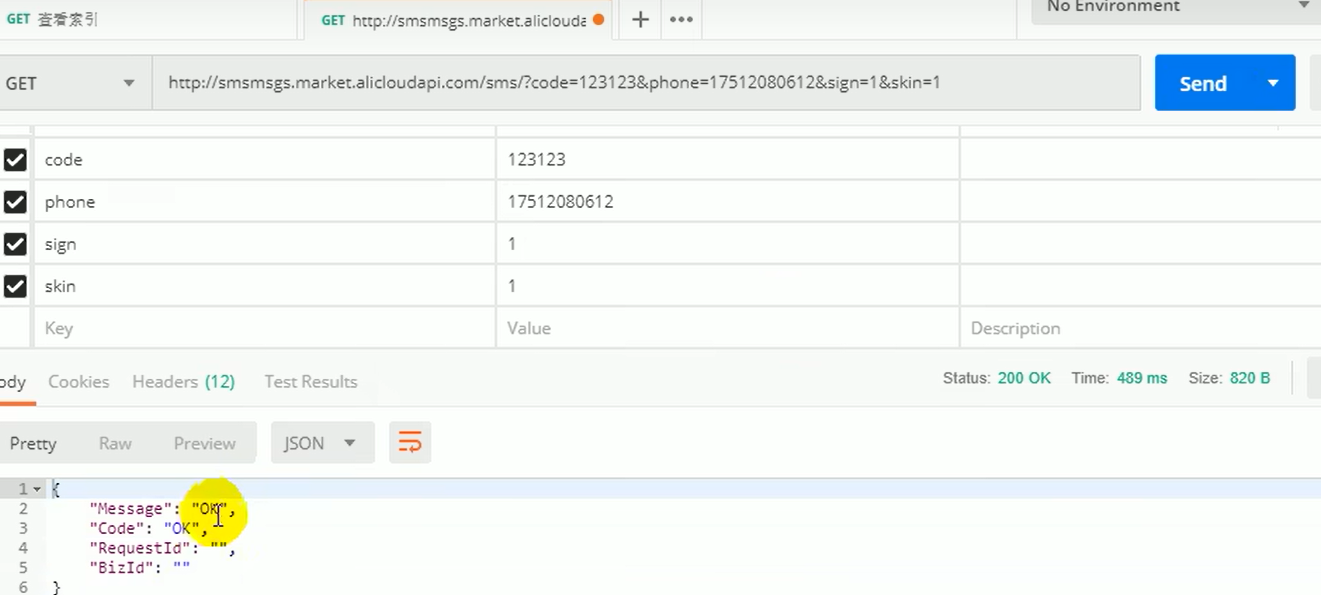 GET 查看索引 GET http://smsmsgs.market.aliclouda + ••• No Environment
GET http://smsmsgs.market.alicloudapi.com/sms/?code=123123&phone=17512080612&sign=1&skin=1 Send
code 123123
phone 17512080612
sign 1
skin 1
Key Value Description
ody Cookies Headers (12) Test Results Status: 200 OK Time: 489 ms Size: 820 B
Pretty Raw Preview JSON
1 {
2 "Message": "OK",
3 "Code": "OK",
4 "RequestId": "",
5 "BizId": ""
6 }